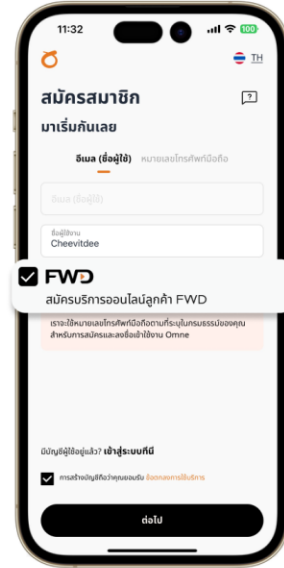 11:32
100
TH
สมัครสมาชิก
?
มาเริ่มกันเลย
อีเมล (ชื่อผู้ใช้) หมายเลขโทรศัพท์มือถือ
อีเมล (ชื่อผู้ใช้)
ชื่อผู้ใช้งาน
Cheevitdee
FWD
สมัครบริการออนไลน์ลูกค้า FWD
เราจะใช้หมายเลขโทรศัพท์มือถือตามที่ระบุในกรมธรรม์ของคุณ
สำหรับการสมัครและลงชื่อเข้าใช้งาน Omne
มีบัญชีผู้ใช้อยู่แล้ว? เข้าสู่ระบบที่นี่
การสร้างบัญชีถือว่าคุณยอมรับ ข้อตกลงการใช้บริการ
ต่อไป